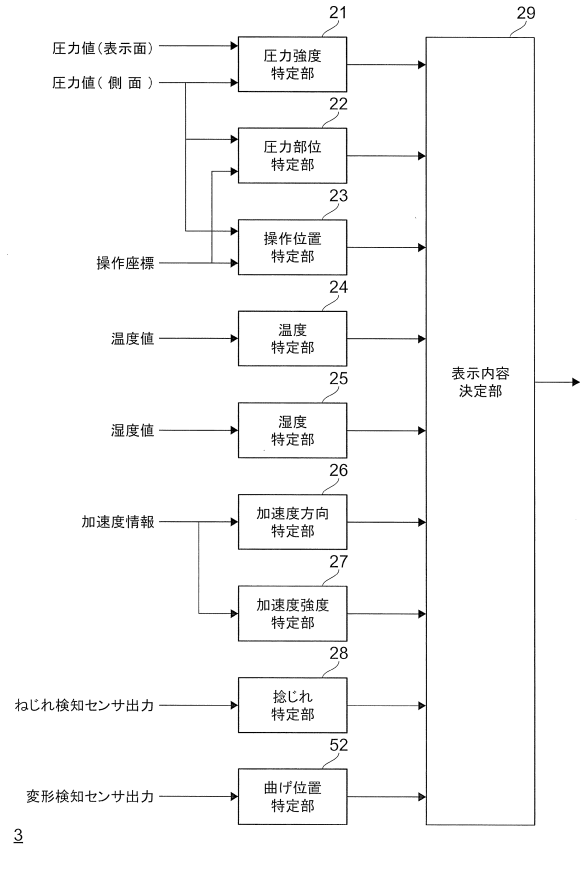 21
29
圧力値(表示面)
圧力強度
特定部
圧力値( 側 面 )
22
圧力部位
特定部
23
操作位置
特定部
操作座標
24
温度値
温度
特定部
25
表示内容
決定部
湿度値
湿度
特定部
26
加速度情報
加速度方向
特定部
27
加速度強度
特定部
28
ねじれ検知センサ出力
捻じれ
特定部
52
変形検知センサ出力
曲げ位置
特定部
3